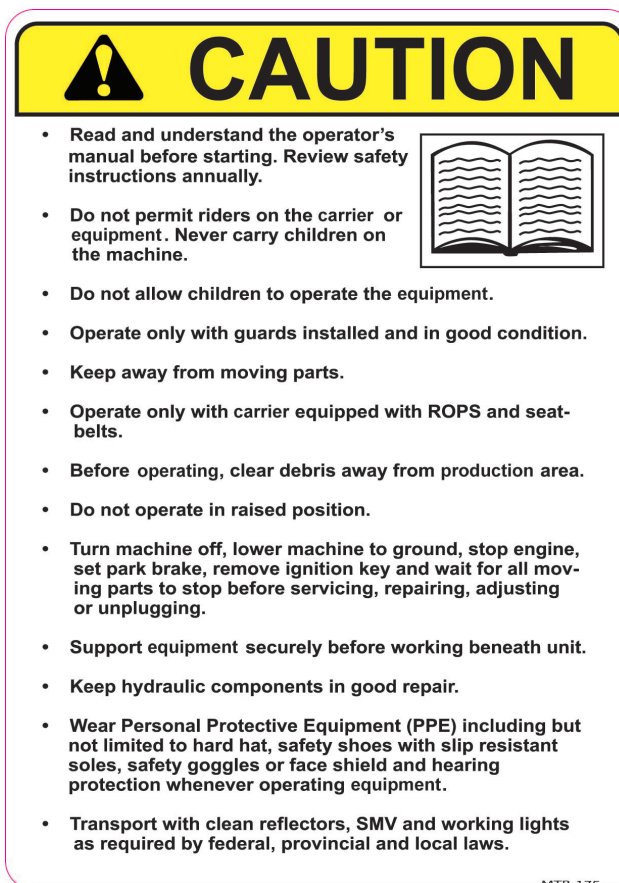 CAUTION
• Read and understand the operator's
manual before starting. Review safety
instructions annually.
• Do not permit riders on the carrier or
equipment. Never carry children on
the machine.
• Do not allow children to operate the equipment.
• Operate only with guards installed and in good condition.
• Keep away from moving parts.
• Operate only with carrier equipped with ROPS and seat-
belts.
• Before operating, clear debris away from production area.
• Do not operate in raised position.
• Turn machine off, lower machine to ground, stop engine,
set park brake, remove ignition key and wait for all mov-
ing parts to stop before servicing, repairing, adjusting
or unplugging.
• Support equipment securely before working beneath unit.
• Keep hydraulic components in good repair.
• Wear Personal Protective Equipment (PPE) including but
not limited to hard hat, safety shoes with slip resistant
soles, safety goggles or face shield and hearing
protection whenever operating equipment.
• Transport with clean reflectors, SMV and working lights
as required by federal, provincial and local laws.